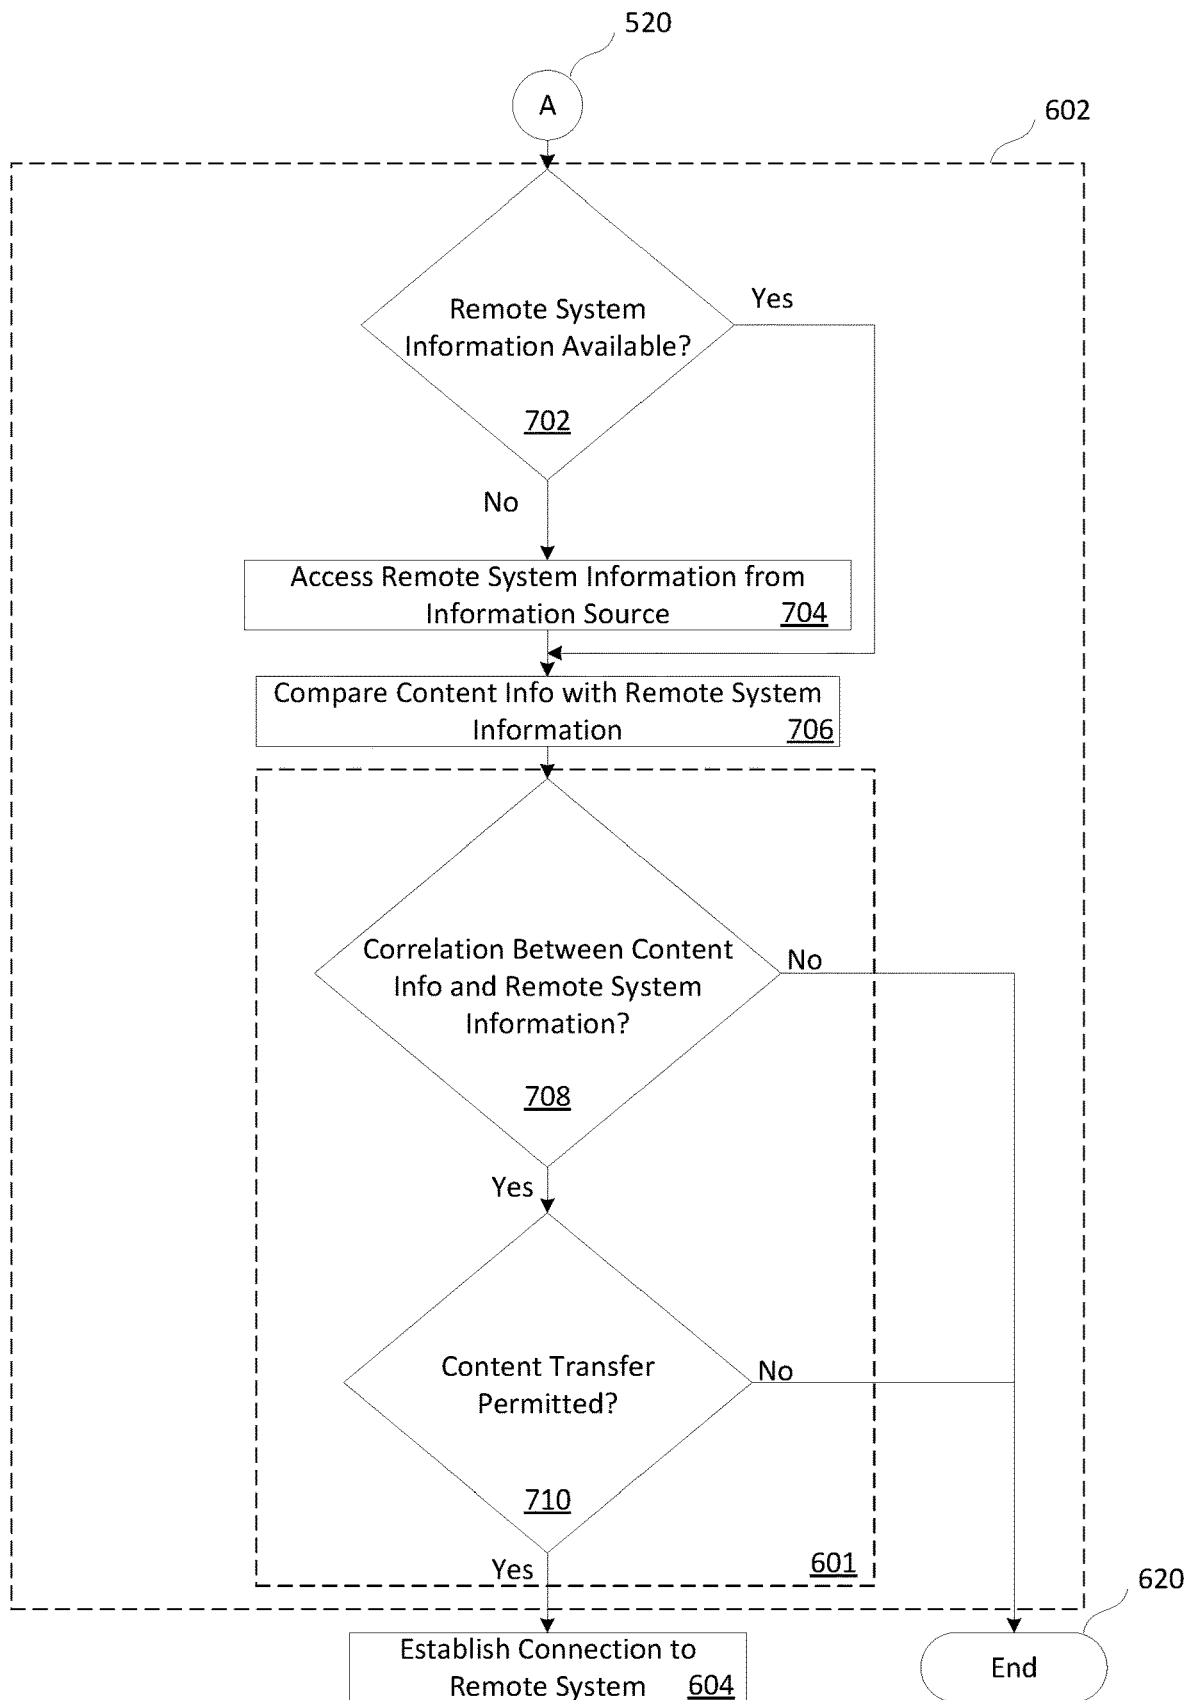 520
A
602
Yes
Remote System
Information Available?
702
No
Access Remote System Information from
Information Source 704
Compare Content Info with Remote System
Information 706
Correlation Between Content
Info and Remote System
Information?
No
708
Yes
Content Transfer
Permitted?
No
710
Yes
601
620
Establish Connection to
Remote System 604
End